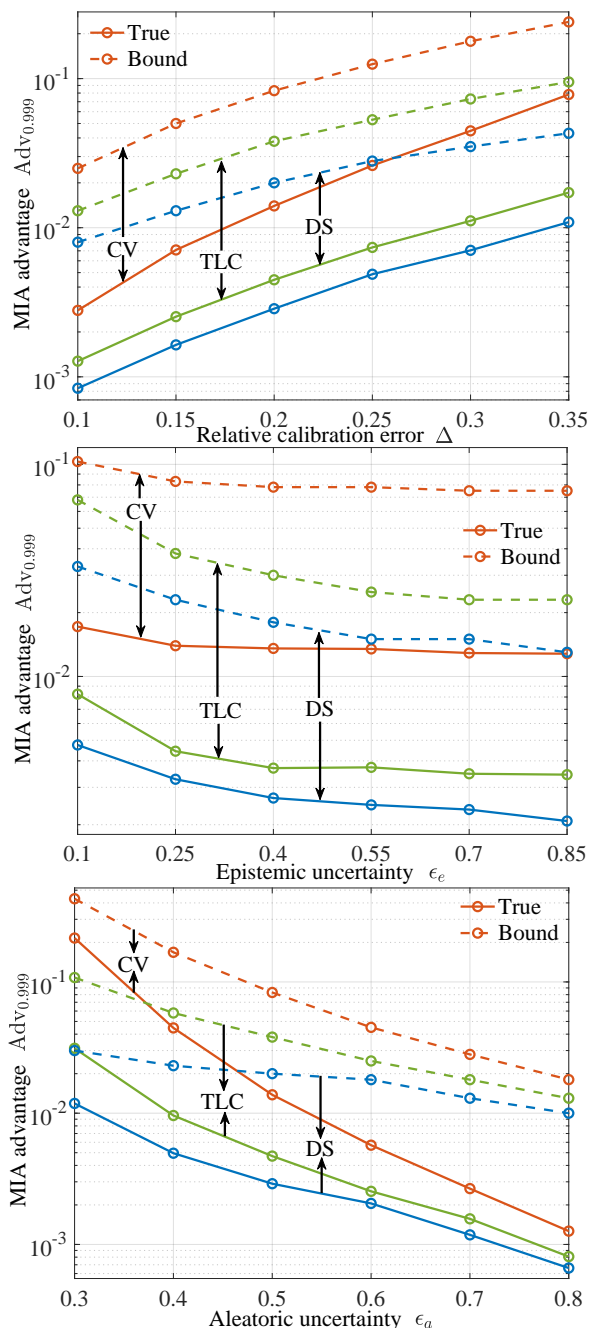 True
Bound
MIA advantage Adv0.999
10^-1
10^-2
10^-3
CV
TLC
DS
0.1 0.15 0.2 0.25 0.3 0.35
Relative calibration error Δ
MIA advantage Adv0.999
10^-1
10^-2
CV
TLC
DS
True
Bound
0.1 0.25 0.4 0.55 0.7 0.85
Epistemic uncertainty ϵe
MIA advantage Adv0.999
True
Bound
10^-1
10^-2
10^-3
CV
TLC
DS
0.3 0.4 0.5 0.6 0.7 0.8
Aleatoric uncertainty ϵa